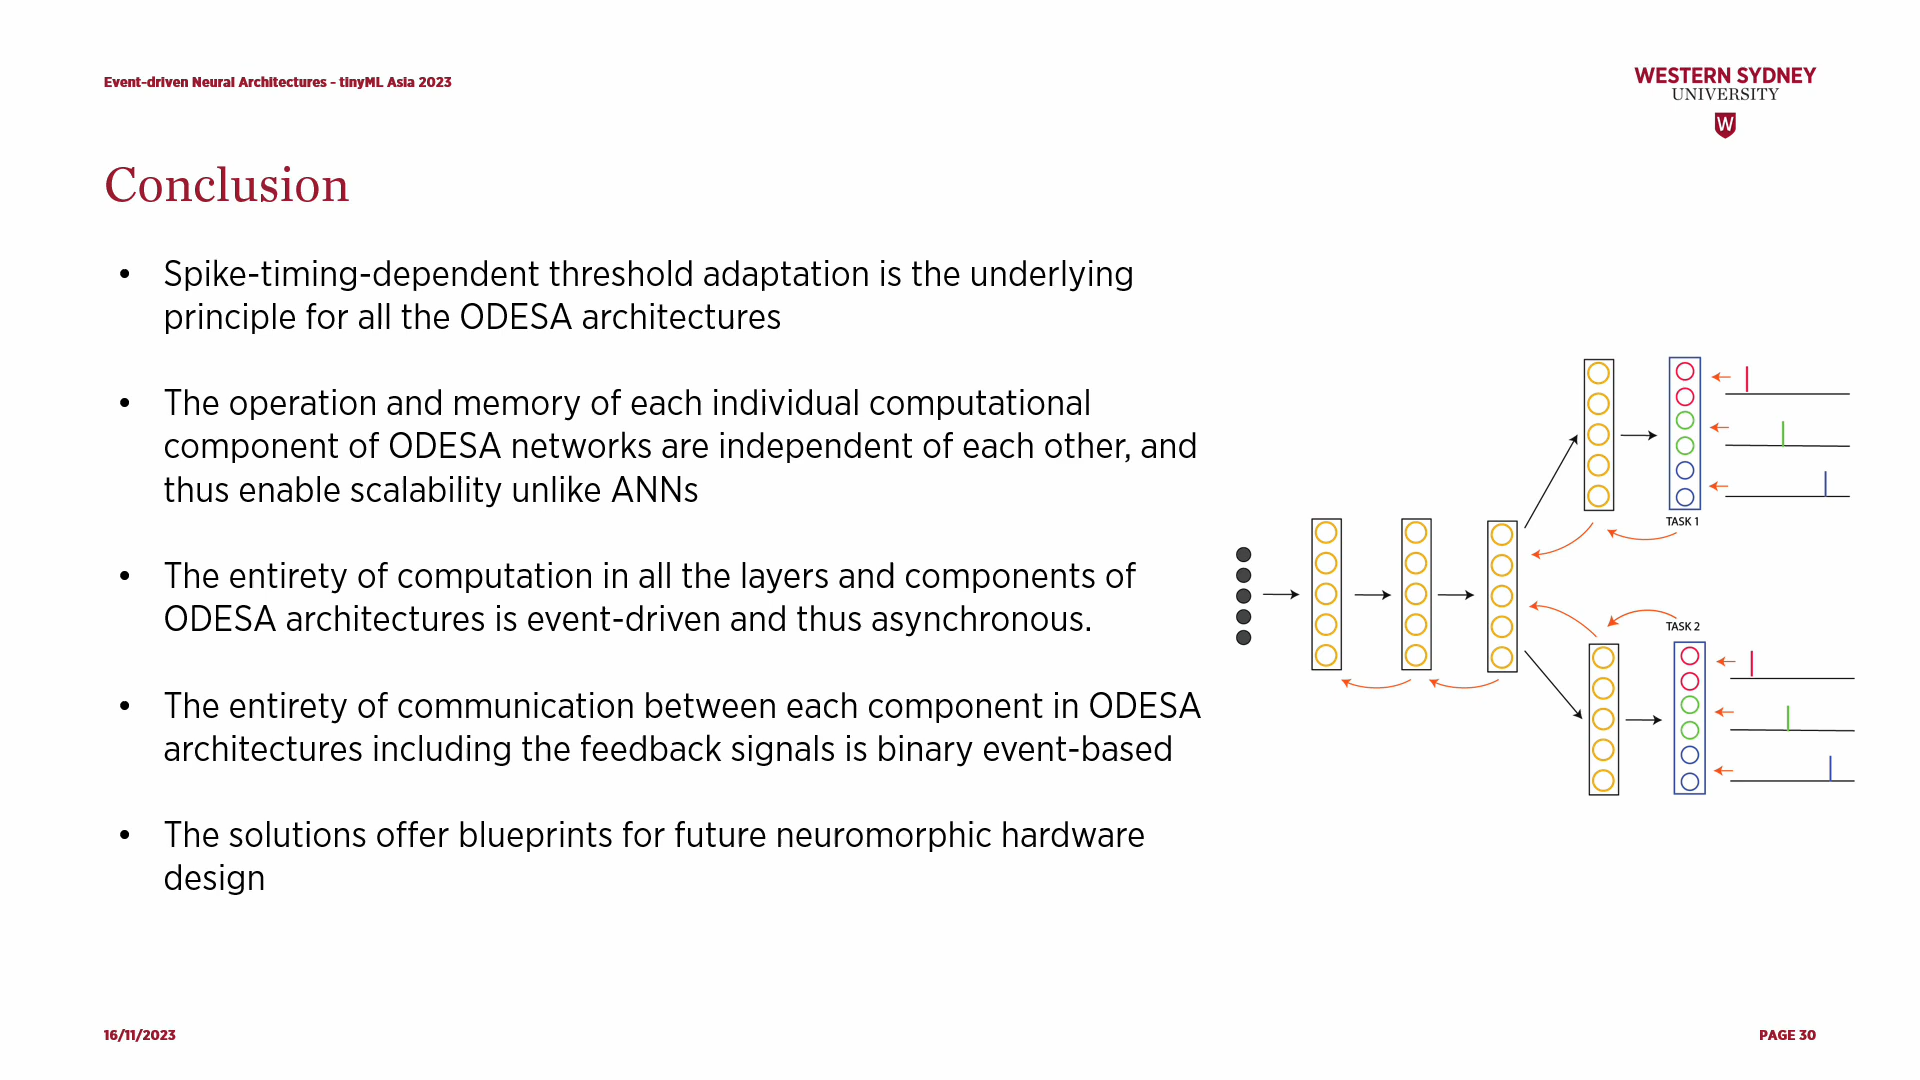 Event-driven Neural Architectures - tinyML Asia 2023
WESTERN SYDNEY
UNIVERSITY
W
Conclusion
• Spike-timing-dependent threshold adaptation is the underlying
principle for all the ODESA architectures
• The operation and memory of each individual computational
component of ODESA networks are independent of each other, and
thus enable scalability unlike ANNs
• The entirety of computation in all the layers and components of
ODESA architectures is event-driven and thus asynchronous.
• The entirety of communication between each component in ODESA
architectures including the feedback signals is binary event-based
• The solutions offer blueprints for future neuromorphic hardware
design
TASK 1
TASK 2
16/11/2023
PAGE 30